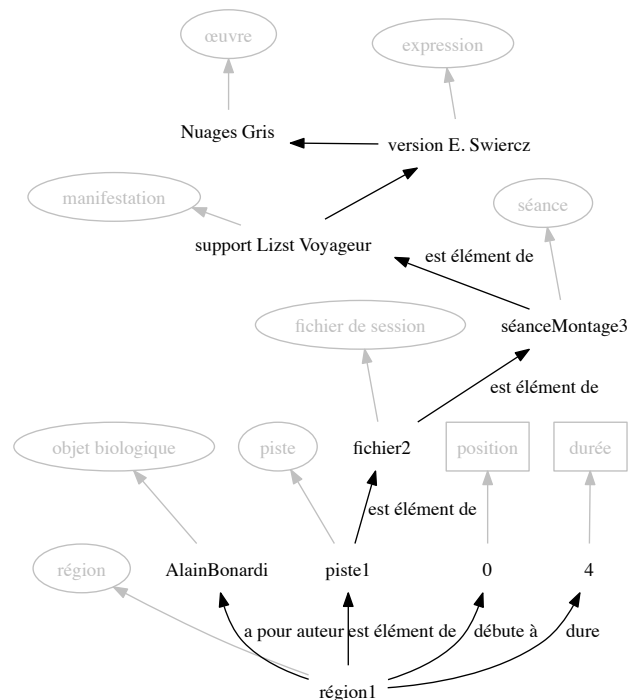 œuvre
expression
Nuages Gris
version E. Swiercz
manifestation
séance
support Lizst Voyageur
est élément de
fichier de session
séanceMontage3
est élément de
objet biologique
piste
fichier2
position
durée
est élément de
région
AlainBonardi
piste1
0
4
a pour auteur
est élément de
débute à
dure
région1